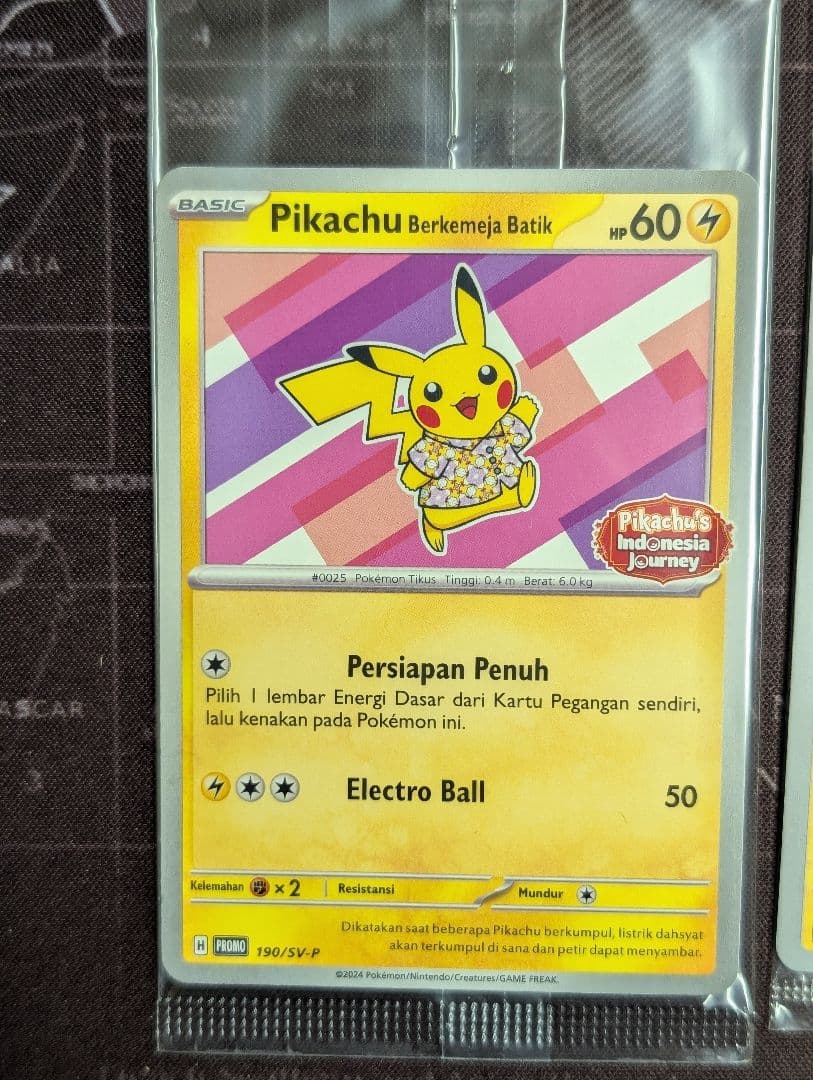 BASIC
Pikachu Berkemeja Batik
HP 60
Pikachu's
Indonesia
Journey
#0025 Pokémon Tikus Tinggi: 0.4 m Berat: 6.0 kg
Persiapan Penuh
Pilih 1 lembar Energi Dasar dari Kartu Pegangan sendiri,
lalu kenakan pada Pokémon ini.
Electro Ball 50
Kelemahan ×2 Resistansi Mundur
Dikatakan saat beberapa Pikachu berkumpul, listrik dahsyat
akan terkumpul di sana dan petir dapat menyambar.
H PROMO 190/SV-P
©2024 Pokémon/Nintendo/Creatures/GAME FREAK.